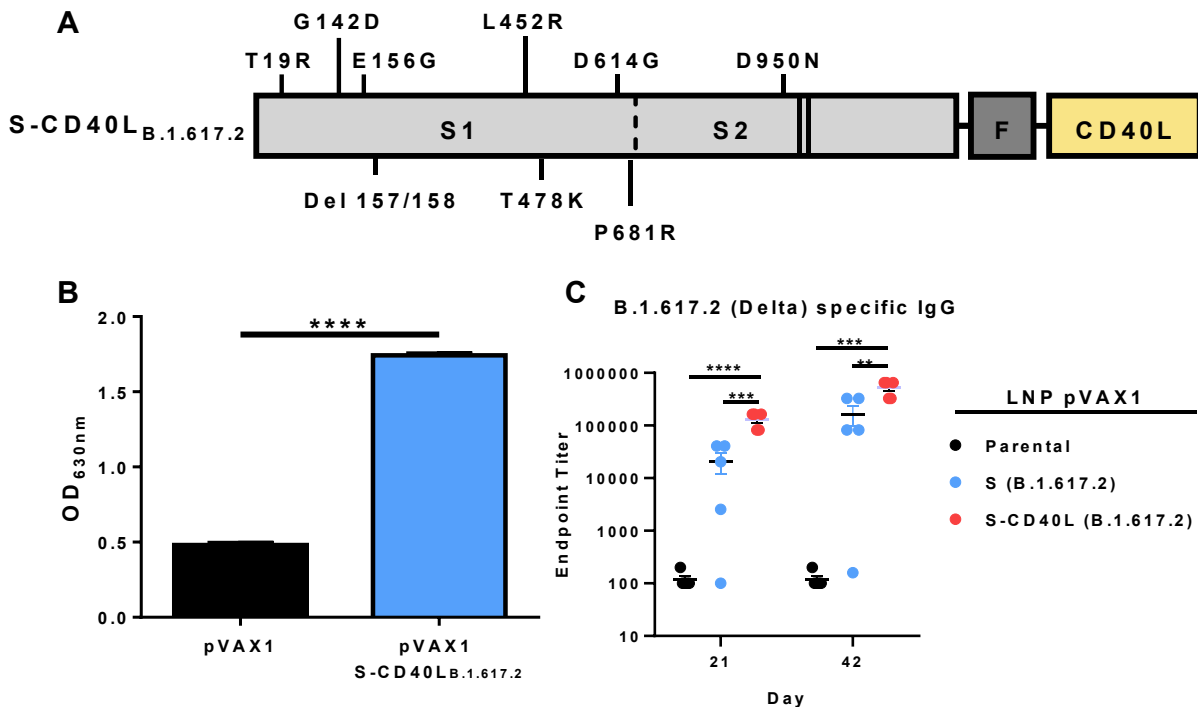 A
G142D
L452R
T19R
E156G
D614G
D950N
S-CD40L B.1.617.2
S1
S2
F
CD40L
Del 157/158
T478K
P681R
B
****
2.0
1.5
1.0
0.5
0.0
OD630nm
pVAX1
pVAX1
S-CD40LB.1.617.2
C
B.1.617.2 (Delta) specific IgG
***
**
****
***
1000000
100000
10000
1000
100
10
Endpoint Titer
21
42
Day
LNP pVAX1
Parental
S (B.1.617.2)
S-CD40L (B.1.617.2)